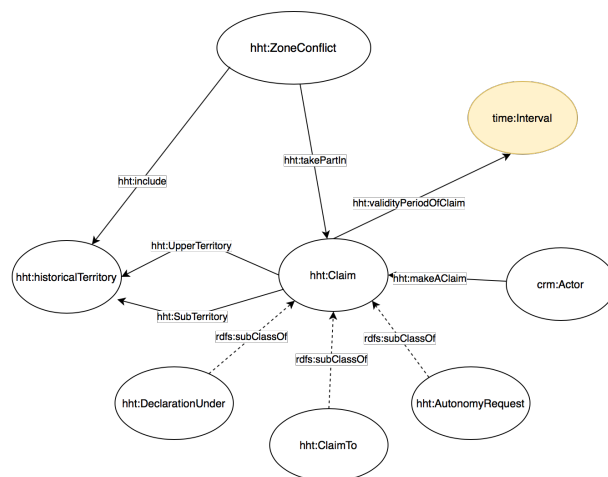 hht:ZoneConflict
time:Interval
hht:takePartIn
hht:include
hht:validityPeriodOfClaim
hht:UpperTerritory
hht:historicalTerritory
hht:Claim
hht:makeAClaim
crm:Actor
hht:SubTerritory
rdfs:subClassOf
rdfs:subClassOf
rdfs:subClassOf
hht:DeclarationUnder
hht:AutonomyRequest
hht:ClaimTo